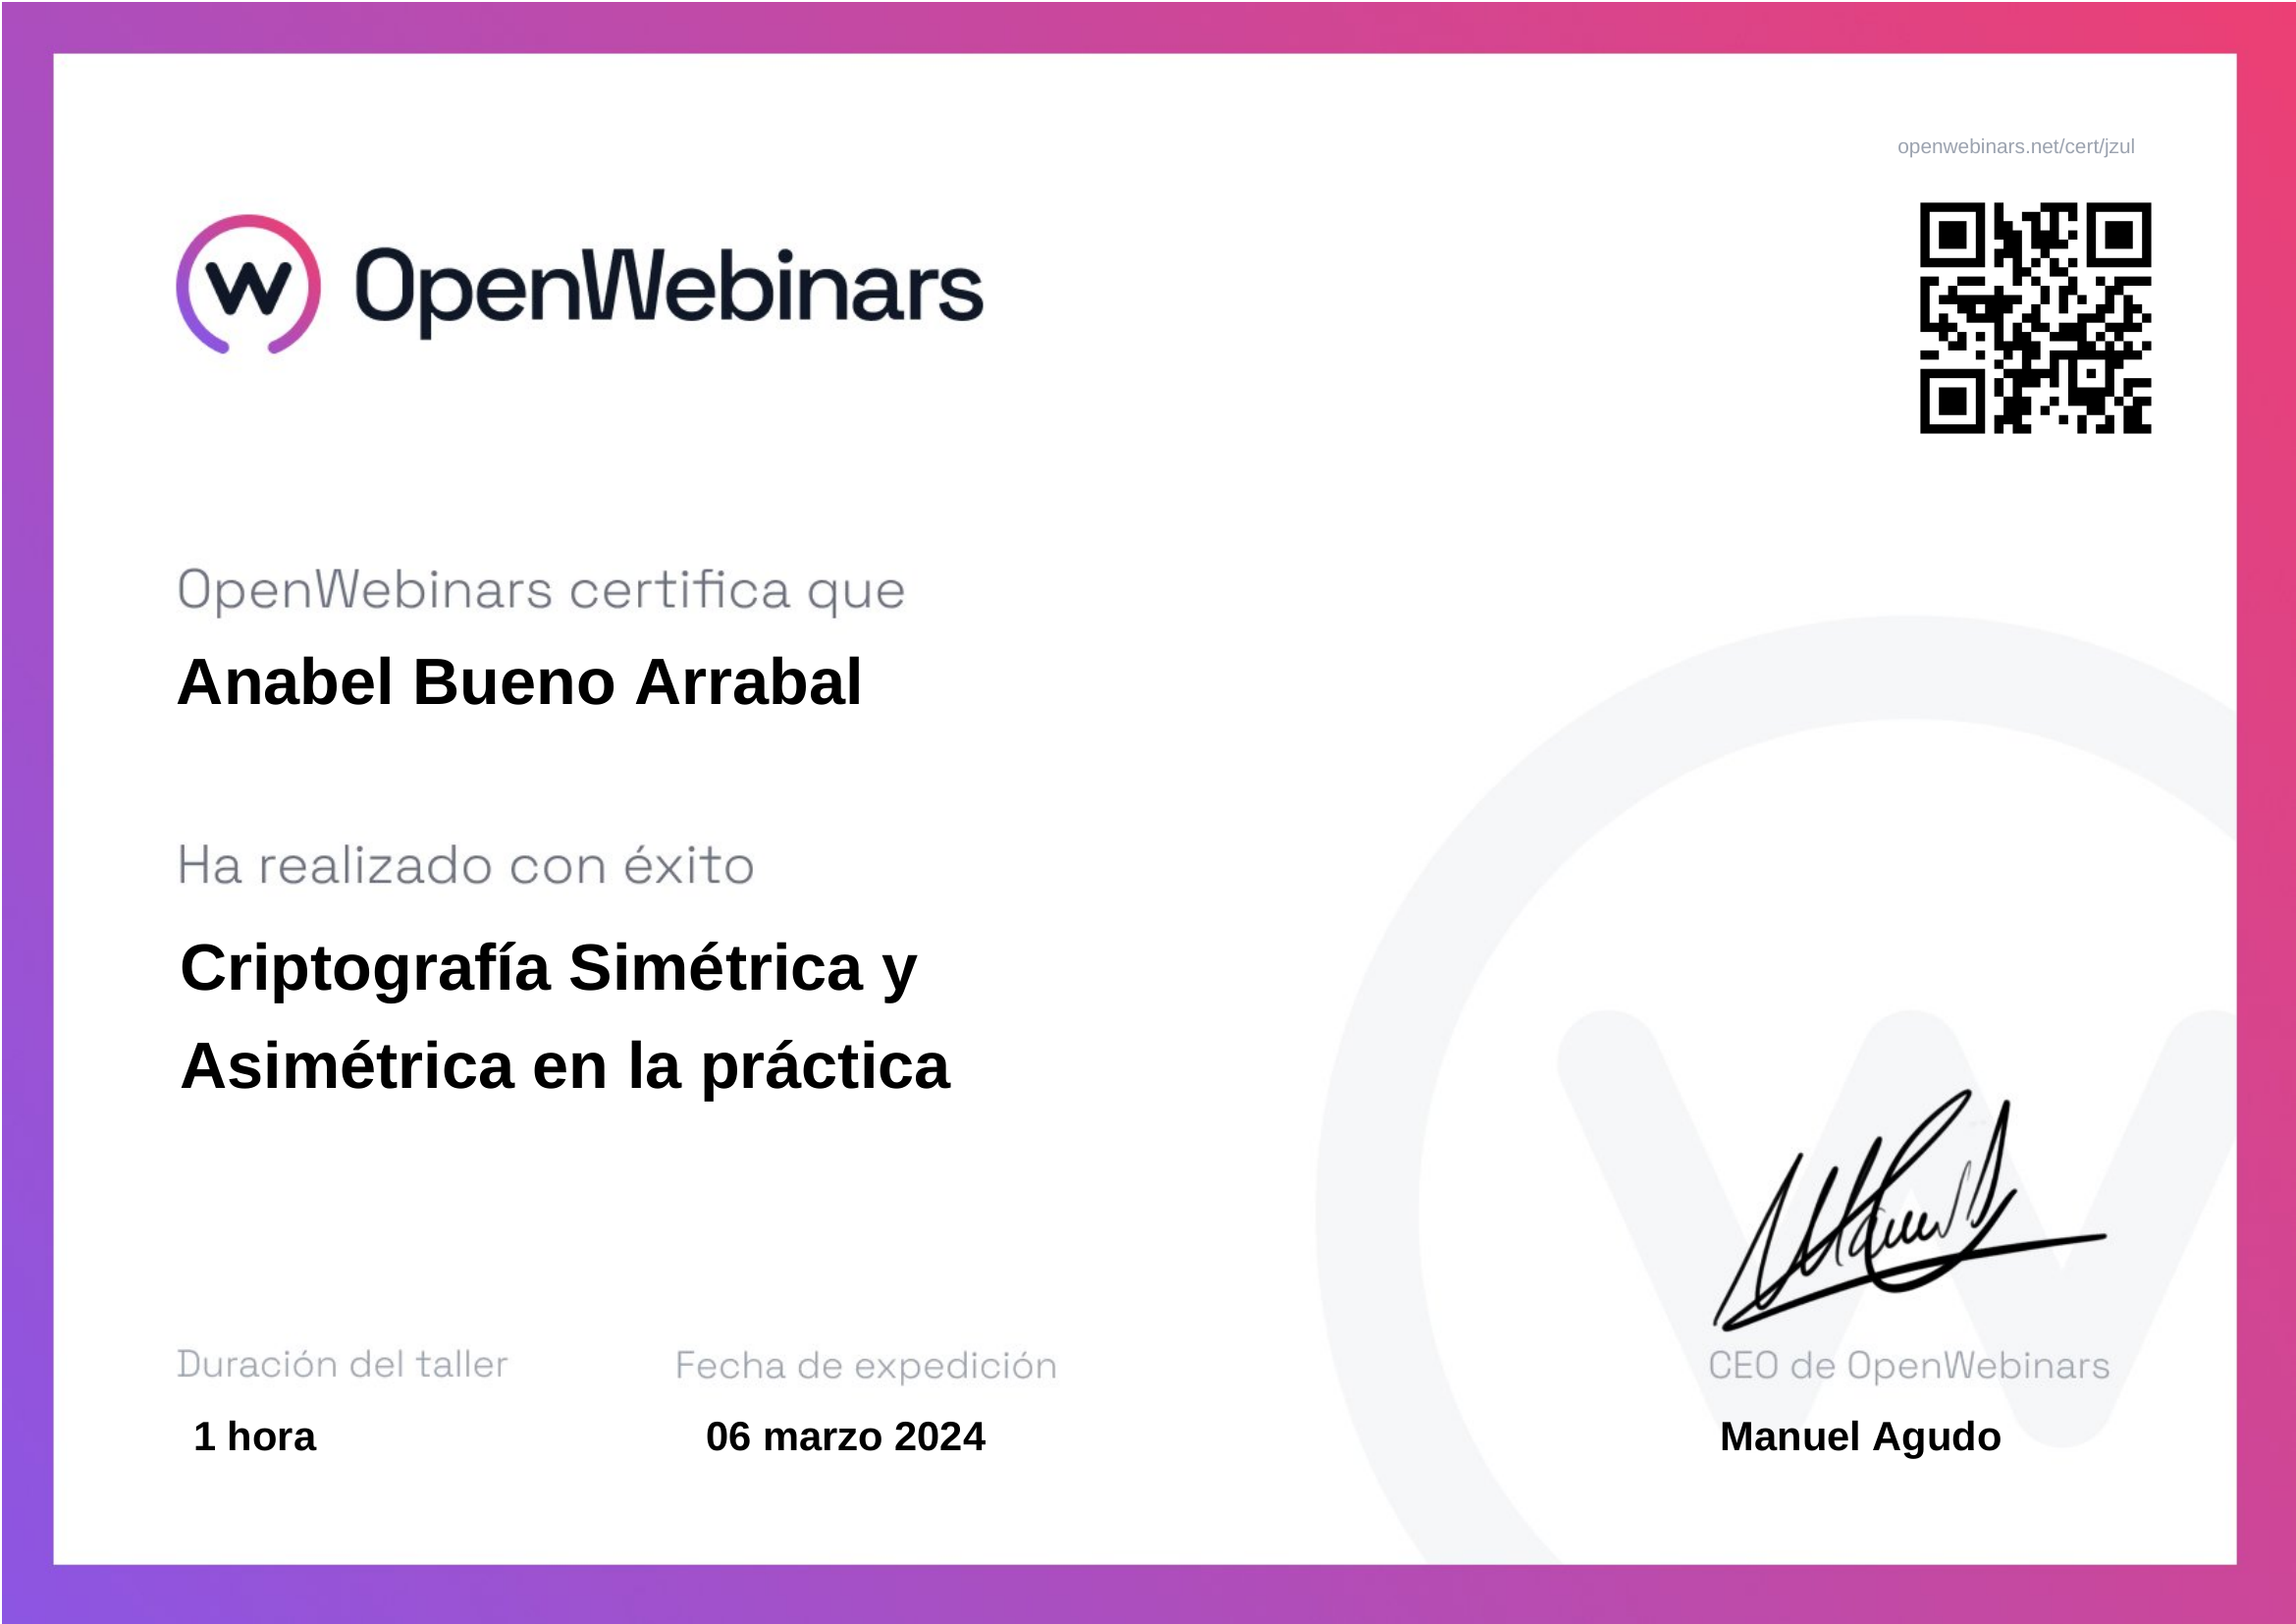 openwebinars.net/cert/jzul
OpenWebinars
OpenWebinars certifica que
Anabel Bueno Arrabal
Ha realizado con éxito
Criptografía Simétrica y
Asimétrica en la práctica
Duración del taller
1 hora
Fecha de expedición
06 marzo 2024
CEO de OpenWebinars
Manuel Agudo